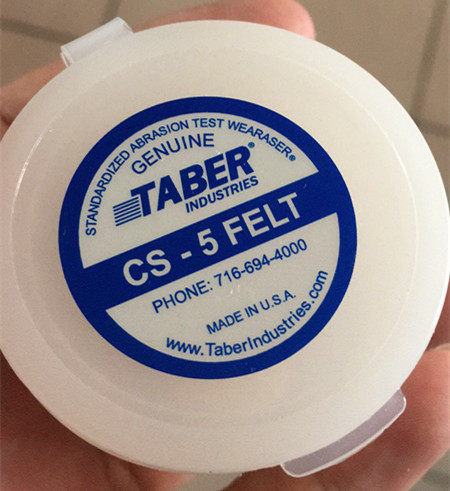 STANDARDIZED ABRASION TEST WEARASER®
GENUINE
TABER®
INDUSTRIES
CS - 5 FELT
PHONE: 716-694-4000
MADE IN U.S.A.
www.TaberIndustries.com